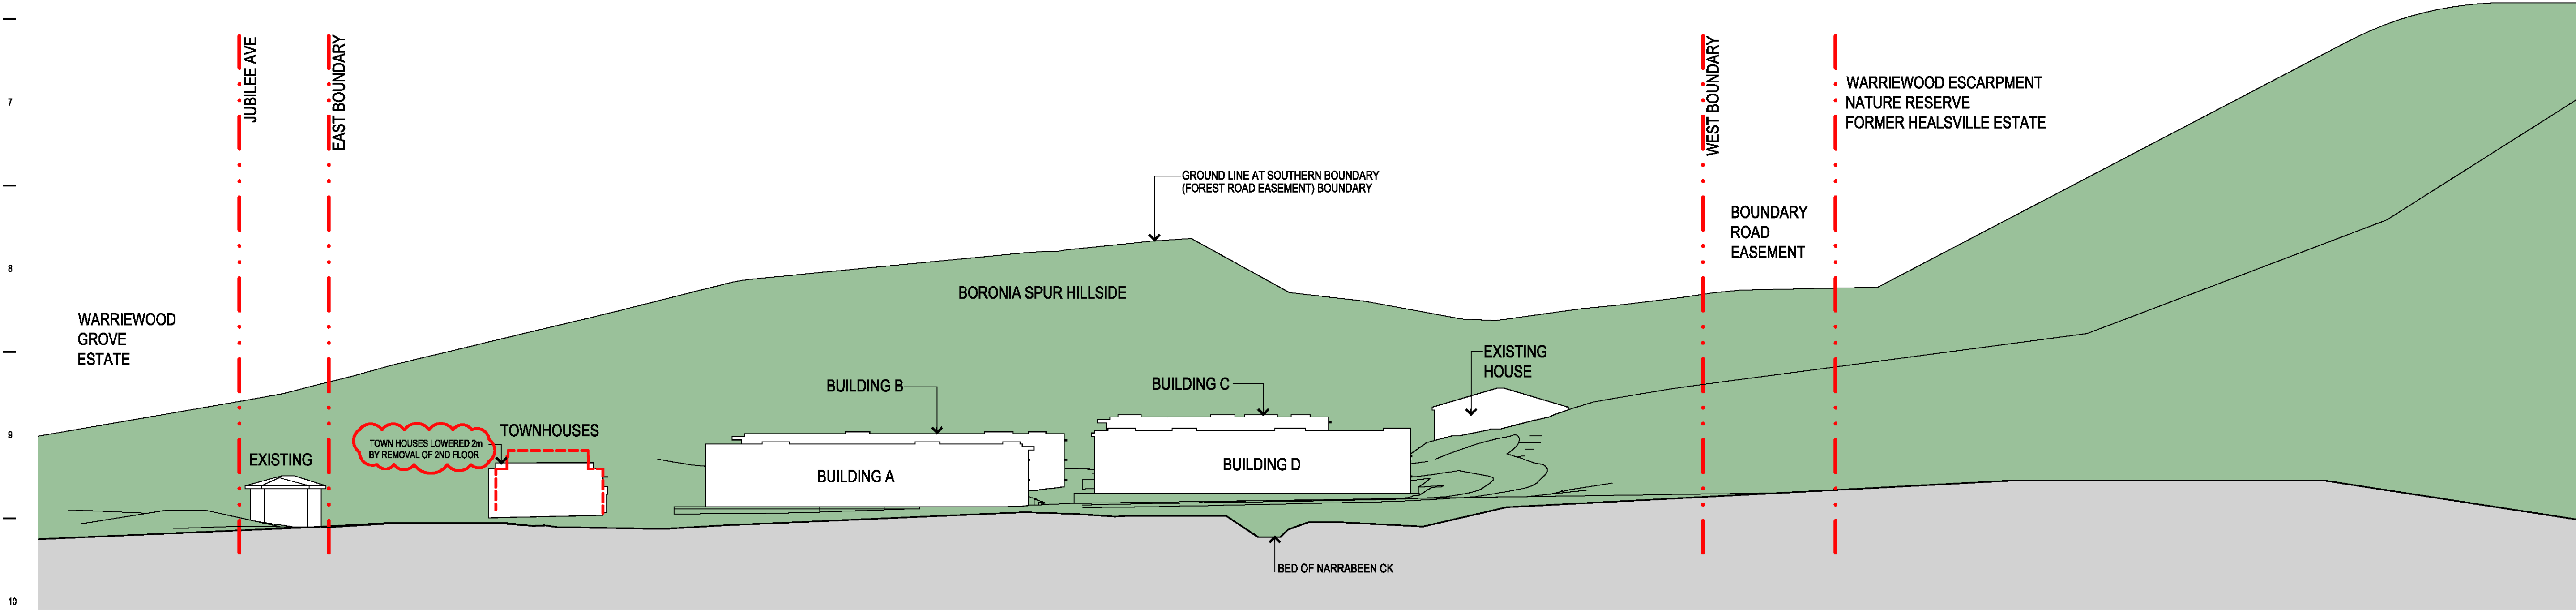 7
8
9
10
JUBILEE AVE
EAST BOUNDARY
WEST BOUNDARY
WARRIEWOOD ESCARPMENT
NATURE RESERVE
FORMER HEALSVILLE ESTATE
GROUND LINE AT SOUTHERN BOUNDARY
(FOREST ROAD EASEMENT) BOUNDARY
BOUNDARY
ROAD
EASEMENT
BORONIA SPUR HILLSIDE
WARRIEWOOD
GROVE
ESTATE
EXISTING
HOUSE
BUILDING B
BUILDING C
TOWNHOUSES
TOWN HOUSES LOWERED 2m
BY REMOVAL OF 2ND FLOOR
EXISTING
BUILDING A
BUILDING D
BED OF NARRABEEN CK